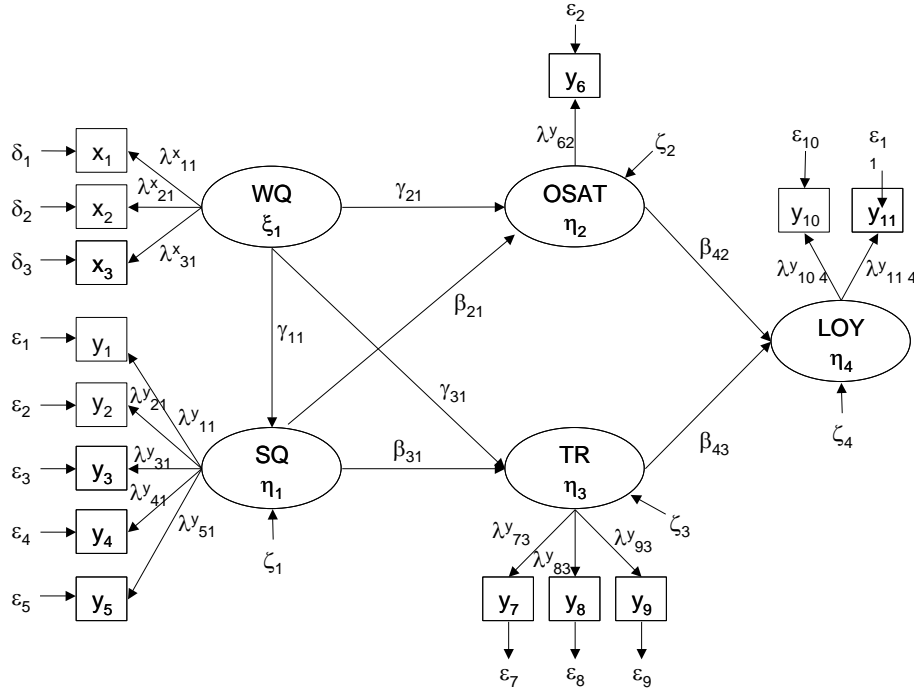 ε2
y6
λy62
ζ2
δ1
x1
λx11
δ2
x2
λx21
δ3
x3
λx31
WQ
ξ1
γ21
OSAT
η2
ε10
ε1
1
y10
y11
λy10 4
λy11 4
β42
β21
γ11
γ31
LOY
η4
ζ4
β43
ε1
y1
λy11
ε2
y2
λy21
ε3
y3
λy31
ε4
y4
λy41
ε5
y5
λy51
SQ
η1
ζ1
β31
TR
η3
ζ3
λy73
λy83
λy93
y7
y8
y9
ε7
ε8
ε9